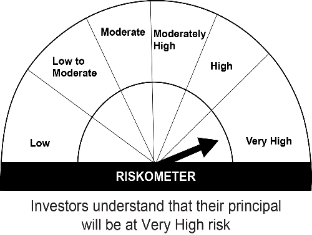 Low
Low to
Moderate
Moderate
Moderately
High
High
Very High
RISKOMETER
Investors understand that their principal
will be at Very High risk